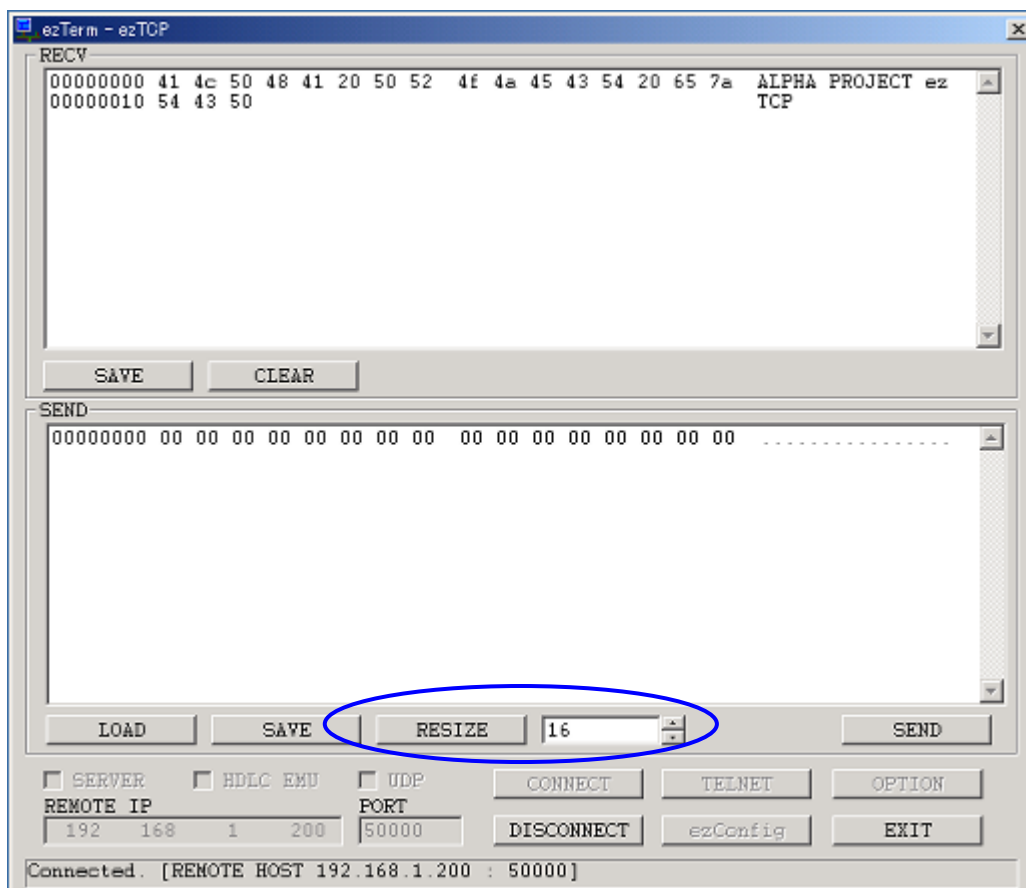 ezTerm - ezTCP
RECV
00000000 41 4c 50 48 41 20 50 52  4f 4a 45 43 54 20 65 7a  ALPHA PROJECT ez
00000010 54 43 50  TCP
SAVE CLEAR
SEND
00000000 00 00 00 00 00 00 00 00  00 00 00 00 00 00 00 00  ................
LOAD SAVE RESIZE 16 SEND
SERVER HDLC EMU UDP CONNECT TELNET OPTION
REMOTE IP PORT
192 168 1 200 50000 DISCONNECT ezConfig EXIT
Connected. [REMOTE HOST 192.168.1.200 : 50000]